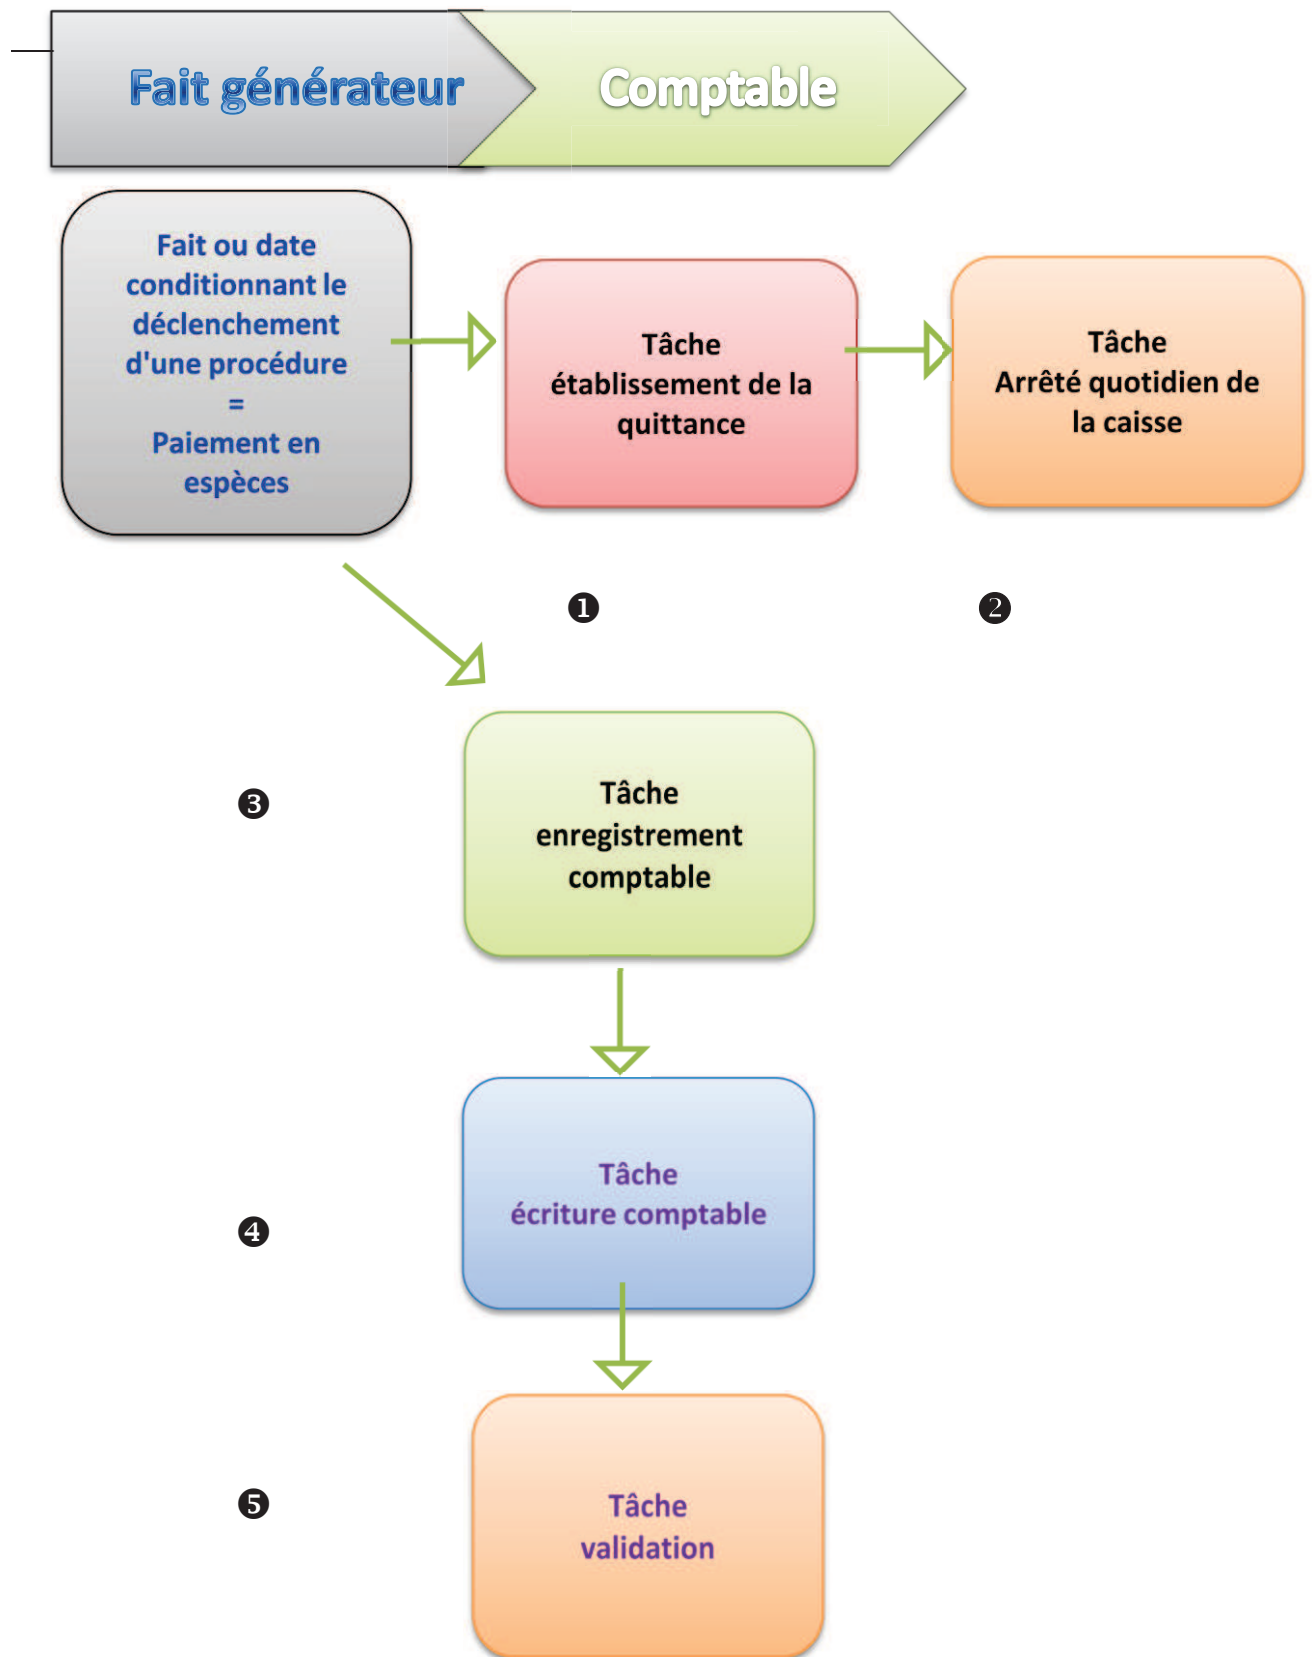 Fait générateur
Comptable
Fait ou date
conditionnant le
déclenchement
d'une procédure
=
Paiement en
espèces
Tâche
établissement de la
quittance
Tâche
Arrêté quotidien de
la caisse
❶
❷
Tâche
enregistrement
comptable
❸
Tâche
écriture comptable
❹
Tâche
validation
❺